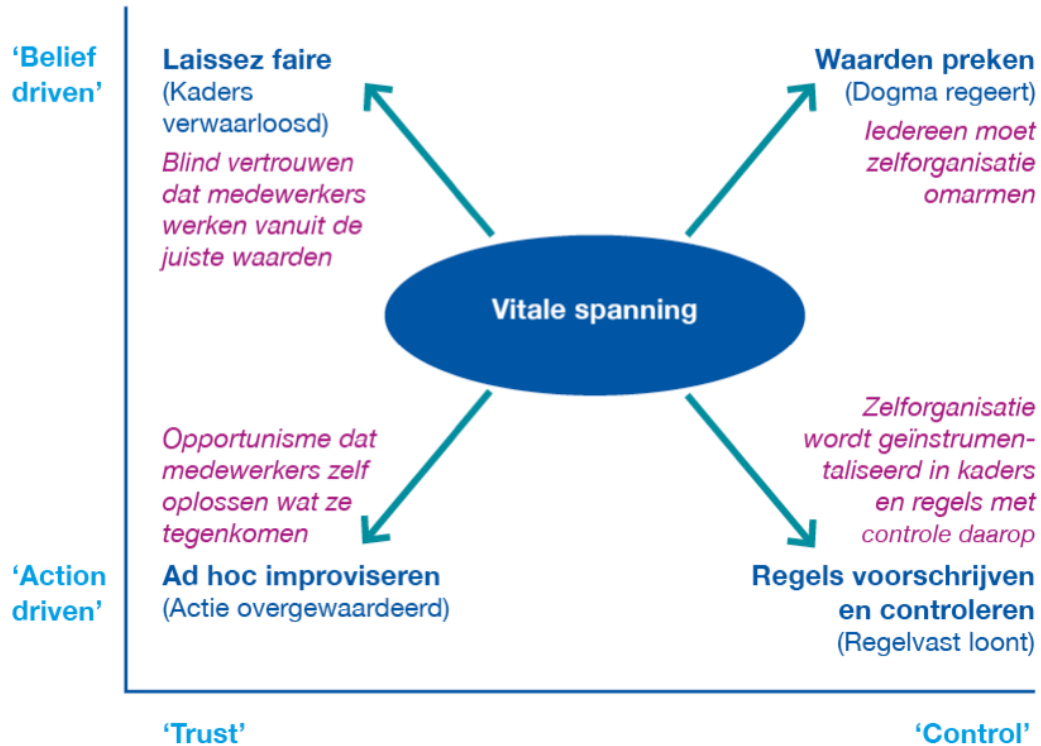 ‘Belief
driven’
Laissez faire
(Kaders
verwaarloosd)
Blind vertrouwen
dat medewerkers
werken vanuit de
juiste waarden
Waarden preken
(Dogma regeert)
Iedereen moet
zelforganisatie
omarmen
Vitale spanning
Opportunisme dat
medewerkers zelf
oplossen wat ze
tegenkomen
Zelforganisatie
wordt geïnstrumen-
taliseerd in kaders
en regels met
controle daarop
‘Action
driven’
Ad hoc improviseren
(Actie overgewaardeerd)
Regels voorschrijven
en controleren
(Regelvast loont)
‘Trust’
‘Control’